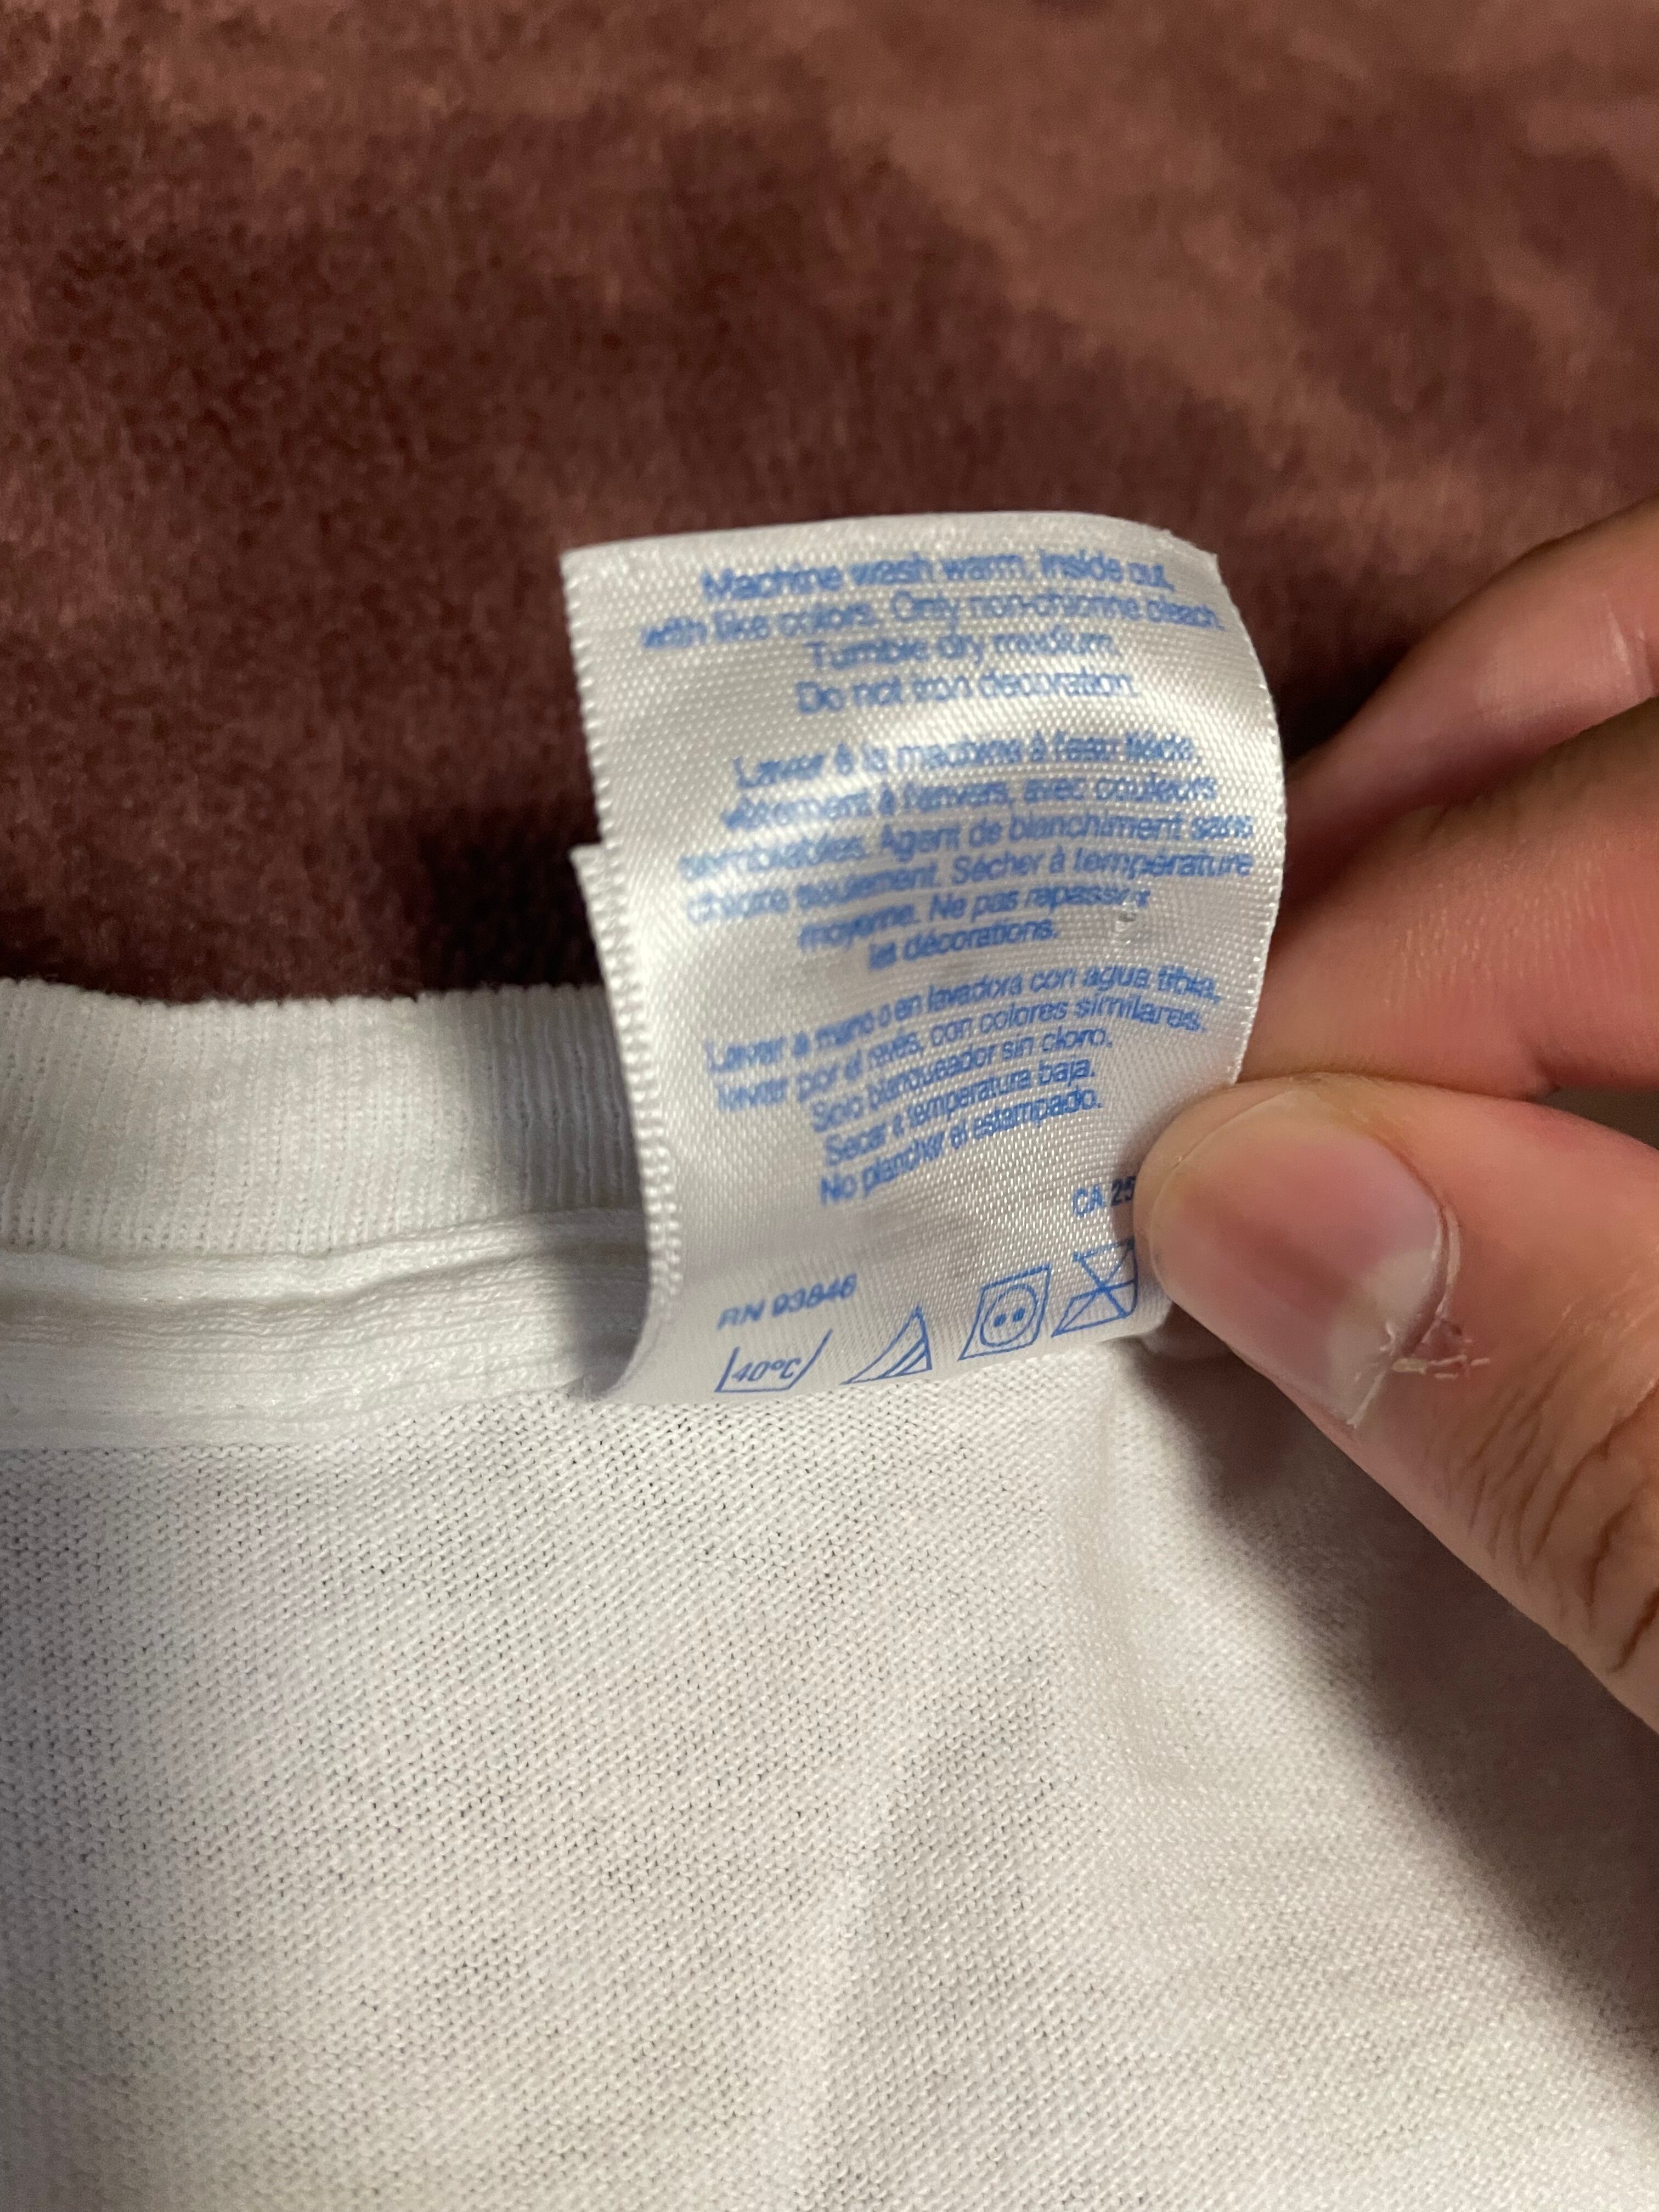 Machine wash warm, inside out,
with like colors. Only non-chlorine bleach.
Tumble dry medium.
Do not iron decoration.
Laver à la machine à l'eau tiède,
vêtement à l'envers, avec couleurs
semblables. Agent de blanchiment sans
chlore seulement. Sécher à température
moyenne. Ne pas repasser
les décorations.
Lavar a mano o en lavadora con agua tibia,
lavar por el revés, con colores similares.
Solo blanqueador sin cloro.
Secar a temperatura baja.
No planchar el estampado.
CA 25
RN 93846
40°C